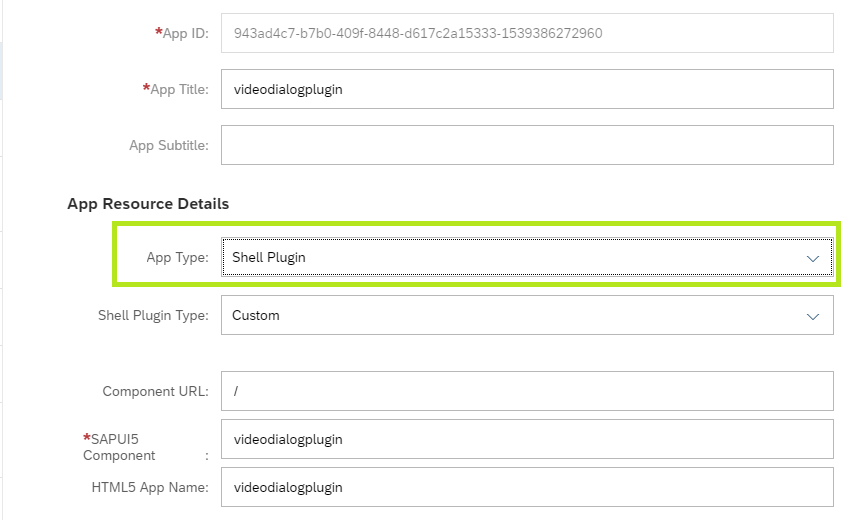 *App ID: 943ad4c7-b7b0-409f-8448-d617c2a15333-1539386272960
*App Title: videodialogplugin
App Subtitle:
App Resource Details
App Type: Shell Plugin
Shell Plugin Type: Custom
Component URL: /
*SAPUI5 Component : videodialogplugin
HTML5 App Name: videodialogplugin